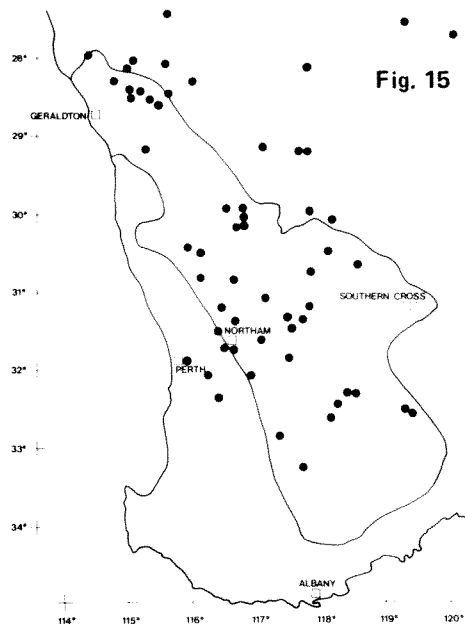 28°
Fig. 15
GERALDTON
29°
30°
31°
SOUTHERN CROSS
NORTHAM
32°
PERTH
33°
34°
ALBANY
114° 115° 116° 117° 118° 119° 120°